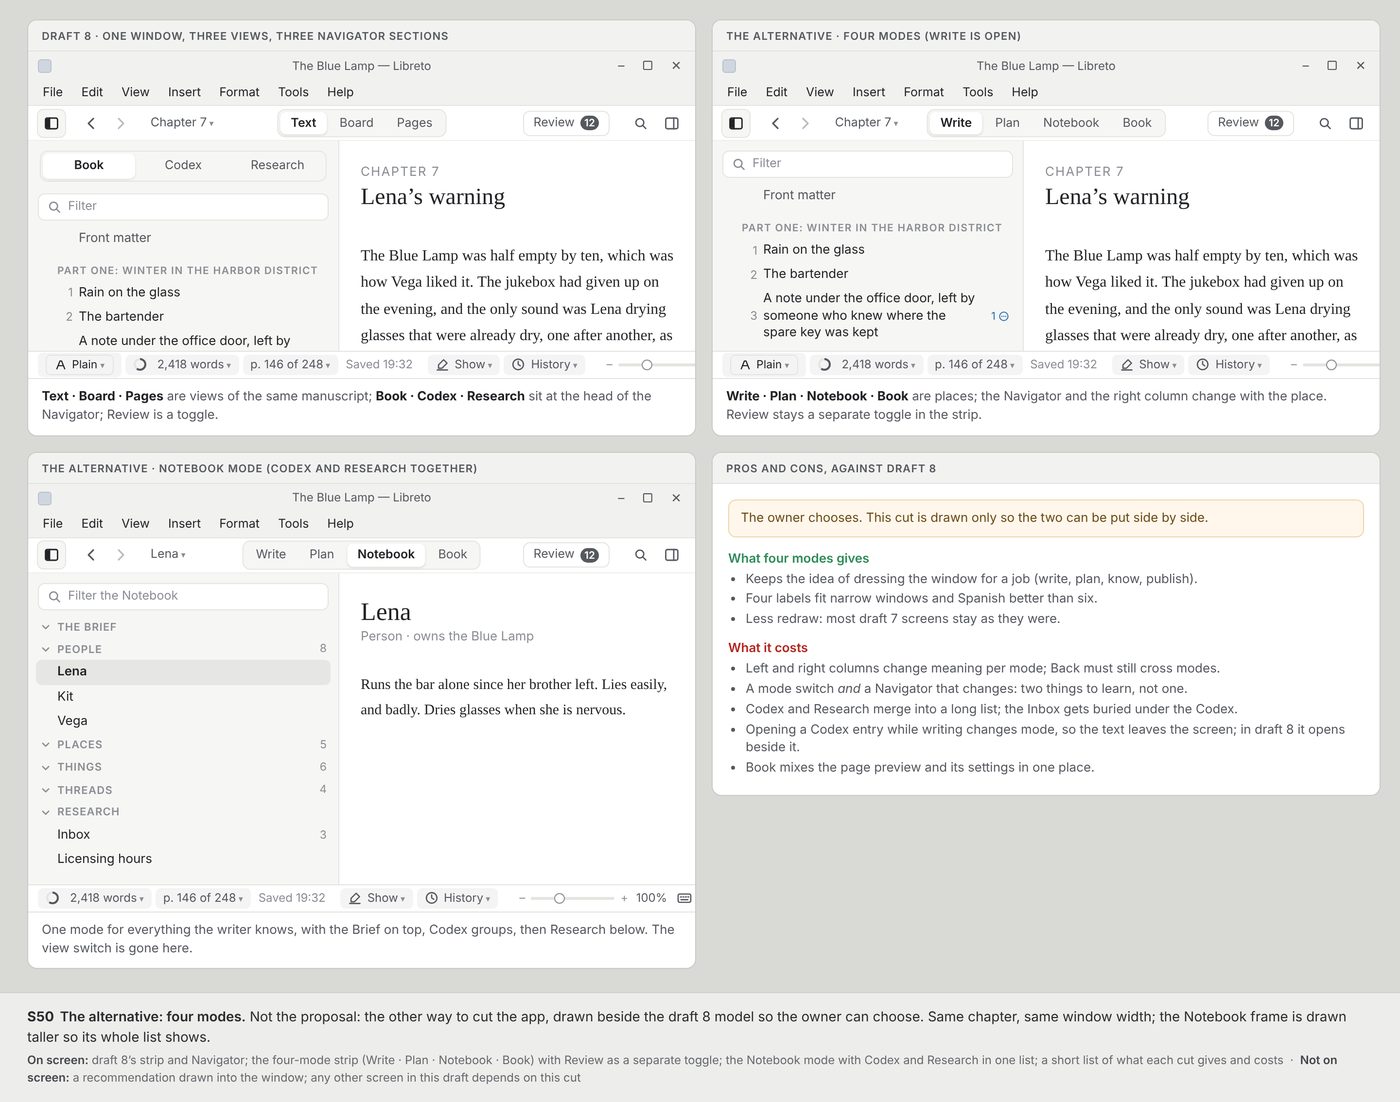 DRAFT 8 · ONE WINDOW, THREE VIEWS, THREE NAVIGATOR SECTIONS
The Blue Lamp — Libreto
File Edit View Insert Format Tools Help
Chapter 7 Text Board Pages Review 12
Book Codex Research
Filter
Front matter
PART ONE: WINTER IN THE HARBOR DISTRICT
1 Rain on the glass
2 The bartender
A note under the office door, left by
CHAPTER 7
Lena’s warning
The Blue Lamp was half empty by ten, which was
how Vega liked it. The jukebox had given up on
the evening, and the only sound was Lena drying
glasses that were already dry, one after another, as
A Plain 2,418 words p. 146 of 248 Saved 19:32 Show History −
Text · Board · Pages are views of the same manuscript; Book · Codex · Research sit at the head of the
Navigator; Review is a toggle.
THE ALTERNATIVE · FOUR MODES (WRITE IS OPEN)
The Blue Lamp — Libreto
File Edit View Insert Format Tools Help
Chapter 7 Write Plan Notebook Book Review 12
Filter
Front matter
PART ONE: WINTER IN THE HARBOR DISTRICT
1 Rain on the glass
2 The bartender
A note under the office door, left by
3 someone who knew where the 1
spare key was kept
CHAPTER 7
Lena’s warning
The Blue Lamp was half empty by ten, which was
how Vega liked it. The jukebox had given up on
the evening, and the only sound was Lena drying
glasses that were already dry, one after another, as
A Plain 2,418 words p. 146 of 248 Saved 19:32 Show History −
Write · Plan · Notebook · Book are places; the Navigator and the right column change with the place.
Review stays a separate toggle in the strip.
THE ALTERNATIVE · NOTEBOOK MODE (CODEX AND RESEARCH TOGETHER)
The Blue Lamp — Libreto
File Edit View Insert Format Tools Help
Lena Write Plan Notebook Book Review 12
Filter the Notebook
THE BRIEF
PEOPLE 8
Lena
Kit
Vega
PLACES 5
THINGS 6
THREADS 4
RESEARCH
Inbox 3
Licensing hours
Lena
Person · owns the Blue Lamp
Runs the bar alone since her brother left. Lies easily,
and badly. Dries glasses when she is nervous.
2,418 words p. 146 of 248 Saved 19:32 Show History − + 100%
One mode for everything the writer knows, with the Brief on top, Codex groups, then Research below. The
view switch is gone here.
PROS AND CONS, AGAINST DRAFT 8
The owner chooses. This cut is drawn only so the two can be put side by side.
What four modes gives
• Keeps the idea of dressing the window for a job (write, plan, know, publish).
• Four labels fit narrow windows and Spanish better than six.
• Less redraw: most draft 7 screens stay as they were.
What it costs
• Left and right columns change meaning per mode; Back must still cross modes.
• A mode switch and a Navigator that changes: two things to learn, not one.
• Codex and Research merge into a long list; the Inbox gets buried under the Codex.
• Opening a Codex entry while writing changes mode, so the text leaves the screen; in draft 8 it opens
beside it.
• Book mixes the page preview and its settings in one place.
S50 The alternative: four modes. Not the proposal: the other way to cut the app, drawn beside the draft 8 model so the owner can choose. Same chapter, same window width; the Notebook frame is drawn
taller so its whole list shows.
On screen: draft 8’s strip and Navigator; the four-mode strip (Write · Plan · Notebook · Book) with Review as a separate toggle; the Notebook mode with Codex and Research in one list; a short list of what each cut gives and costs · Not on
screen: a recommendation drawn into the window; any other screen in this draft depends on this cut